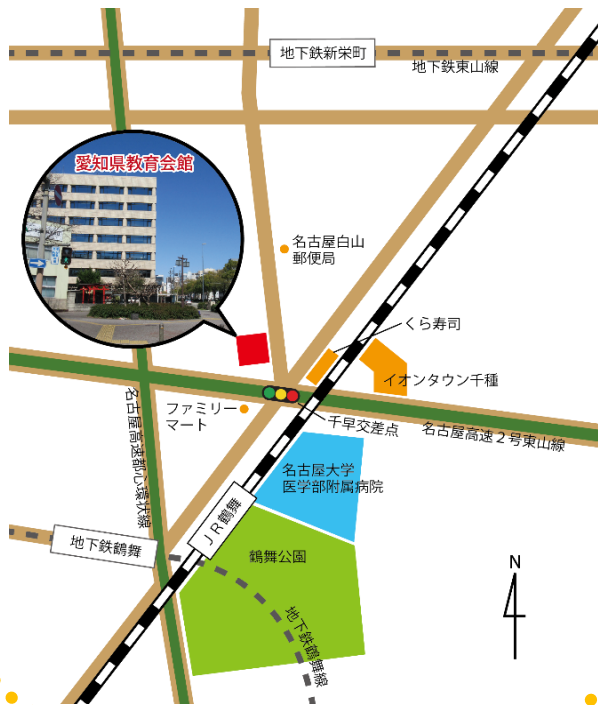 地下鉄新栄町
地下鉄東山線
愛知県教育会館
名古屋白山
郵便局
くら寿司
イオンタウン千種
ファミリー
マート
千早交差点
名古屋高速2号東山線
名古屋高速都心環状線
名古屋大学
医学部附属病院
JR鶴舞
地下鉄鶴舞
鶴舞公園
地下鉄鶴舞線
N